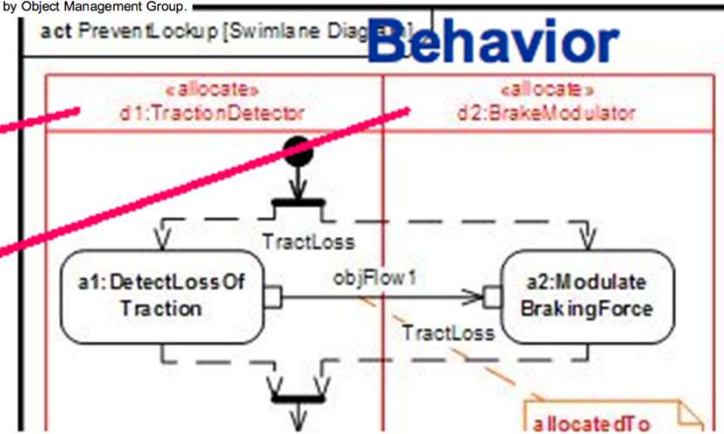 by Object Management Group.
act PreventLockup [Swimlane Diagram]
Behavior
«allocate»
d1:TractionDetector
«allocate»
d2:BrakeModulator
TractLoss
a1:DetectLossOf
Traction
objFlow1
a2:Modulate
BrakingForce
TractLoss
allocatedTo